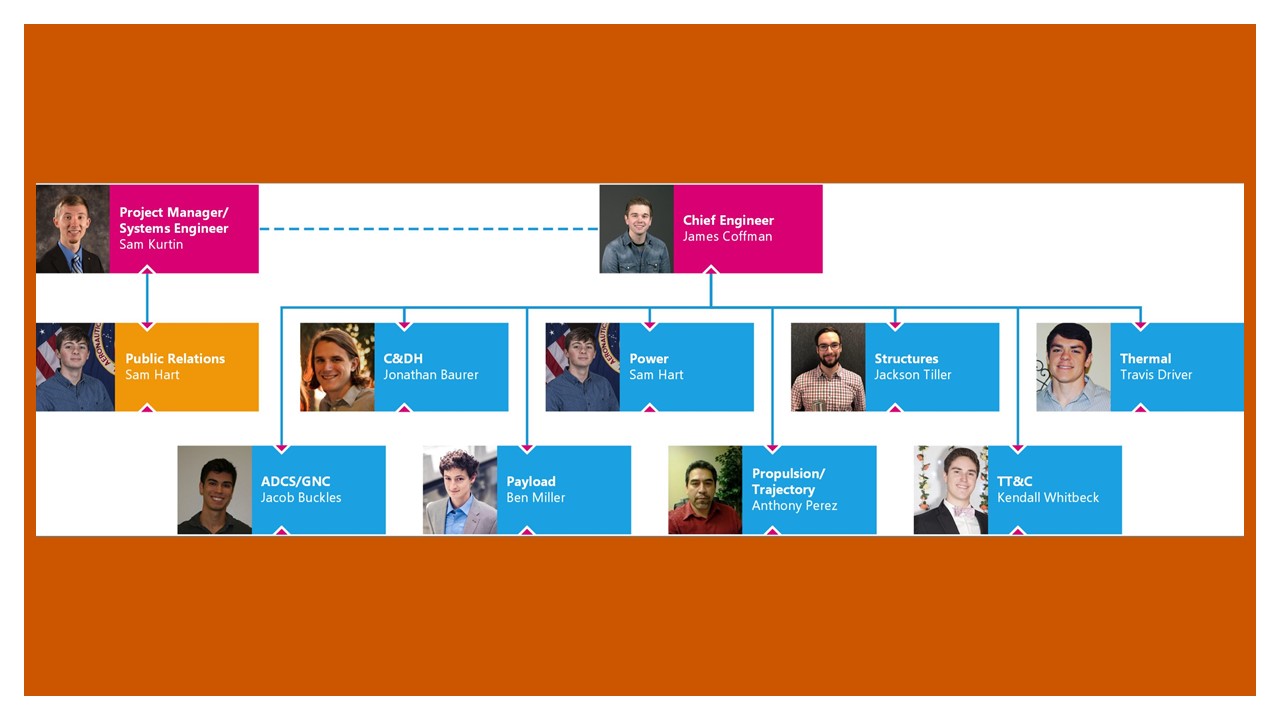 Project Manager/
Systems Engineer
Sam Kurtin
Chief Engineer
James Coffman
Public Relations
Sam Hart
C&DH
Jonathan Baurer
Power
Sam Hart
Structures
Jackson Tiller
Thermal
Travis Driver
ADCS/GNC
Jacob Buckles
Payload
Ben Miller
Propulsion/
Trajectory
Anthony Perez
TT&C
Kendall Whitbeck